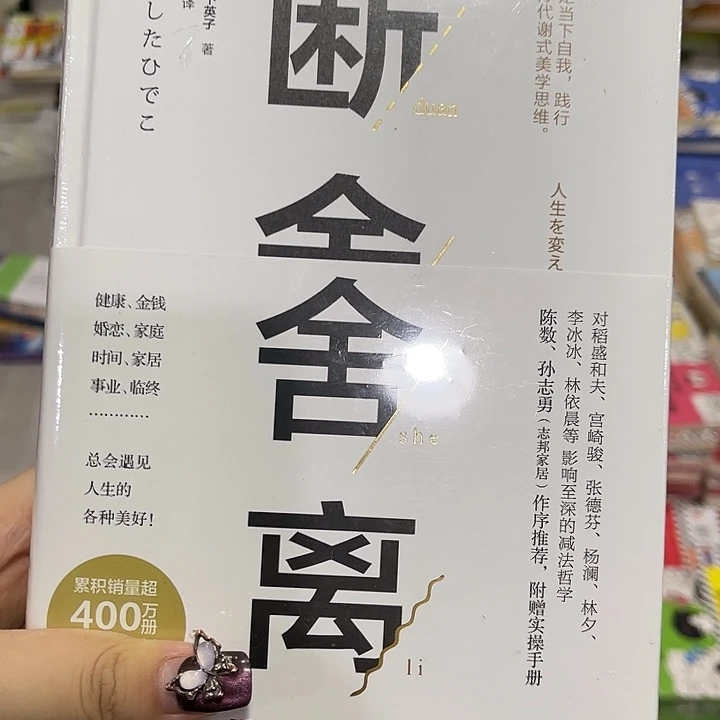 断
duan
舍
she
离
li
英子 著
译
したひでこ
当下自我，践行
代谢式美学思维。
人生を変え
健康、金钱
婚恋、家庭
时间、家居
事业、临终
…………
总会遇见
人生的
各种美好！
累积销量超
400万册
对稻盛和夫、宫崎骏、张德芬、杨澜、林夕、
李冰冰、林依晨等 影响至深的减法哲学
陈数、孙志勇（志邦家居）作序推荐，附赠实操手册